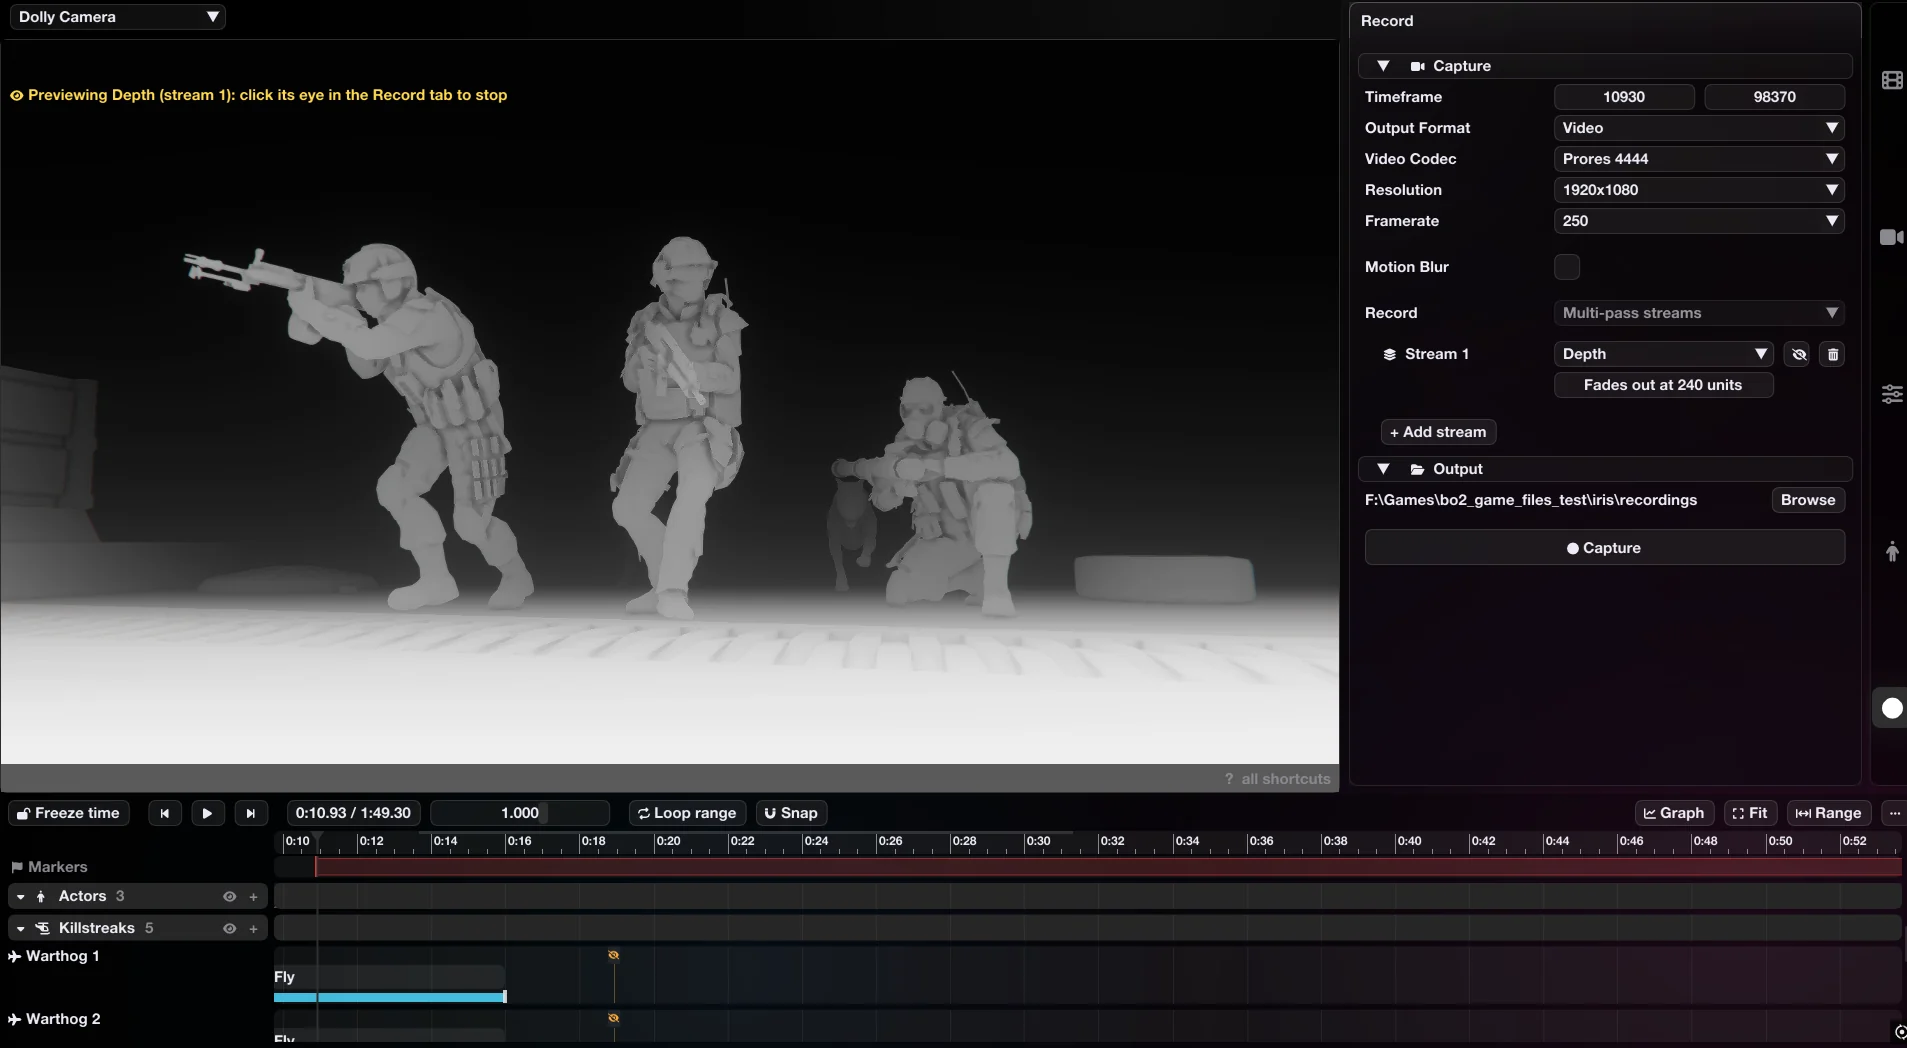 Dolly Camera
Previewing Depth (stream 1): click its eye in the Record tab to stop
? all shortcuts
Record
Capture
Timeframe 10930 98370
Output Format Video
Video Codec Prores 4444
Resolution 1920x1080
Framerate 250
Motion Blur
Record Multi-pass streams
Stream 1 Depth
Fades out at 240 units
+ Add stream
Output
F:\Games\bo2_game_files_test\iris\recordings Browse
Capture
Freeze time 0:10.93 / 1:49.30 1.000 Loop range Snap Graph Fit Range ...
0:10 0:12 0:14 0:16 0:18 0:20 0:22 0:24 0:26 0:28 0:30 0:32 0:34 0:36 0:38 0:40 0:42 0:44 0:46 0:48 0:50 0:52
Markers
Actors 3 +
Killstreaks 5 +
Warthog 1
Fly
Warthog 2
Fly